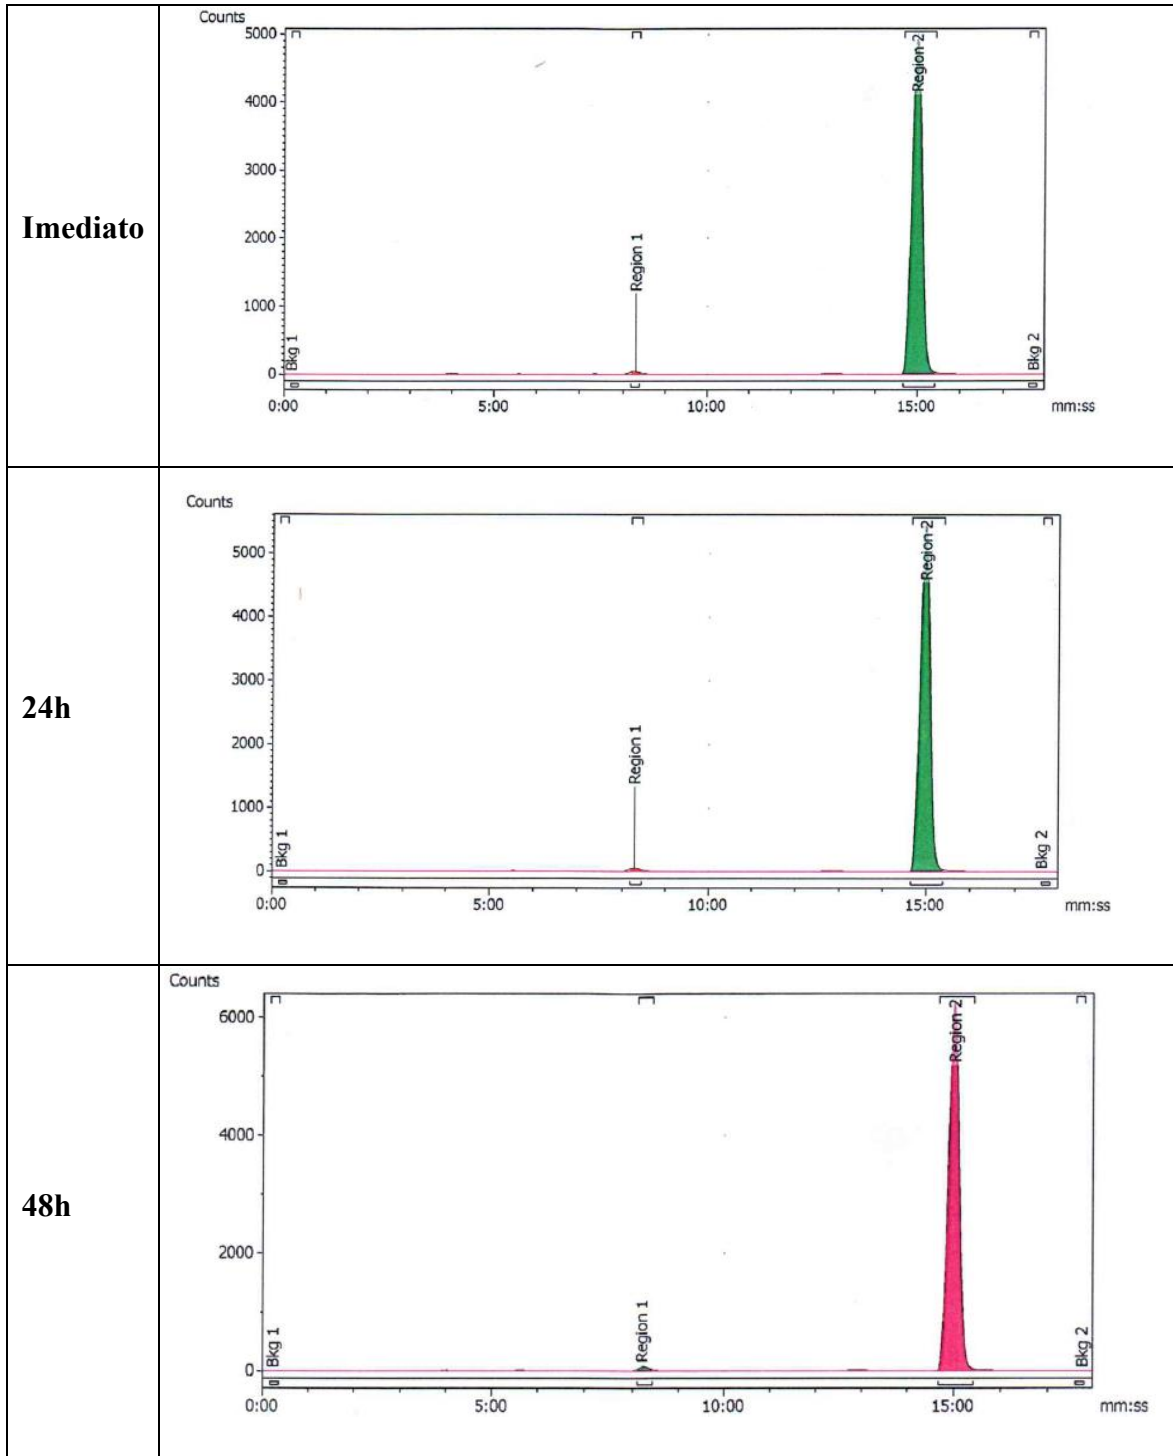 Imediato
Counts
5000
4000
3000
2000
1000
0
Bkg 1
Region 1
Region 2
Bkg 2
0:00 5:00 10:00 15:00 mm:ss
24h
Counts
5000
4000
3000
2000
1000
0
Bkg 1
Region 1
Region 2
Bkg 2
0:00 5:00 10:00 15:00 mm:ss
48h
Counts
6000
4000
2000
0
Bkg 1
Region 1
Region 2
Bkg 2
0:00 5:00 10:00 15:00 mm:ss